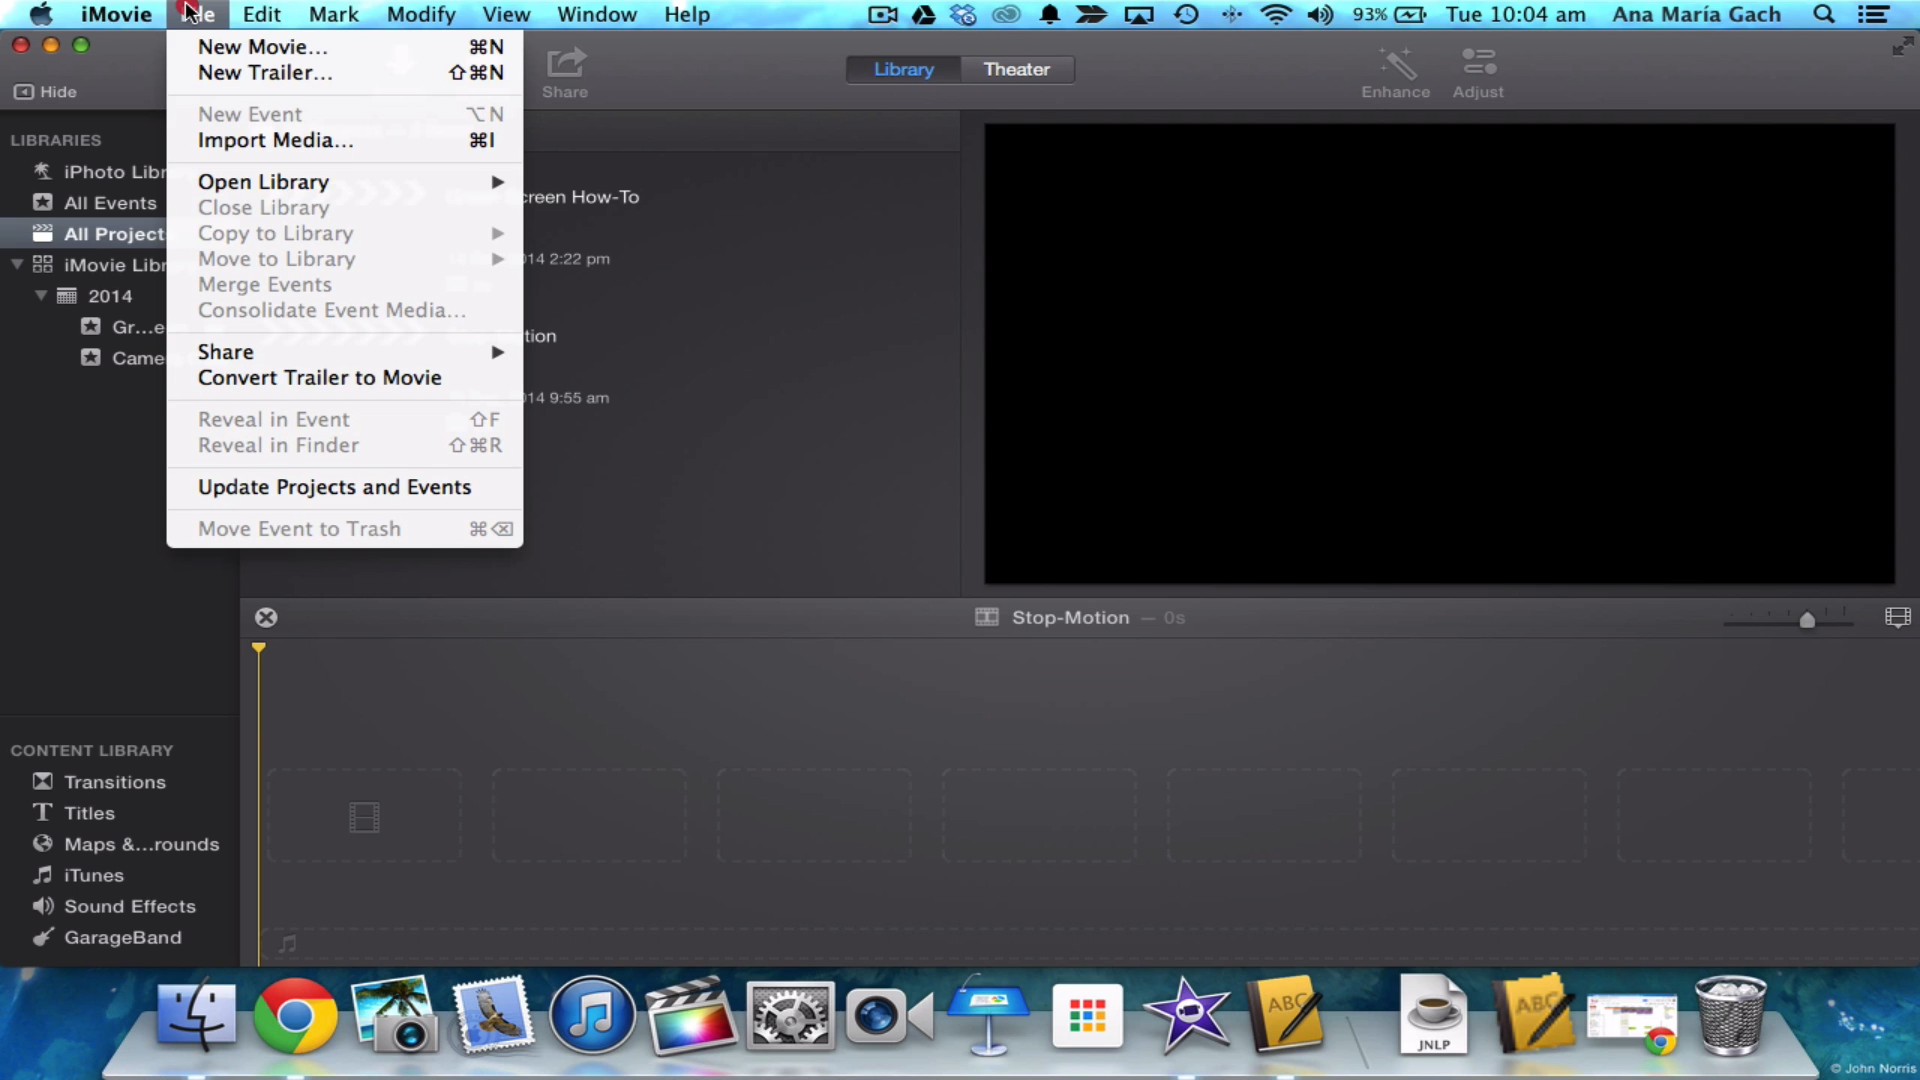 iMovie Edit Mark Modify View Window Help 93% Tue 10:04 am Ana María Gach
Hide Share Library Theater Enhance Adjust
New Movie... ⌘N
New Trailer... ⇧⌘N
New Event ⌥N
Import Media... ⌘I
Open Library
Close Library
Copy to Library
Move to Library
Merge Events
Consolidate Event Media...
Share
Convert Trailer to Movie
Reveal in Event ⇧F
Reveal in Finder ⇧⌘R
Update Projects and Events
Move Event to Trash ⌘⌫
LIBRARIES
iPhoto Libr
All Events
All Project
iMovie Libr
2014
Gr...e
Came
creen How-To
14 2:22 pm
tion
14 9:55 am
Stop-Motion — 0s
CONTENT LIBRARY
Transitions
T Titles
Maps &...rounds
iTunes
Sound Effects
GarageBand
ABC
JNLP
ABC
© John Norris